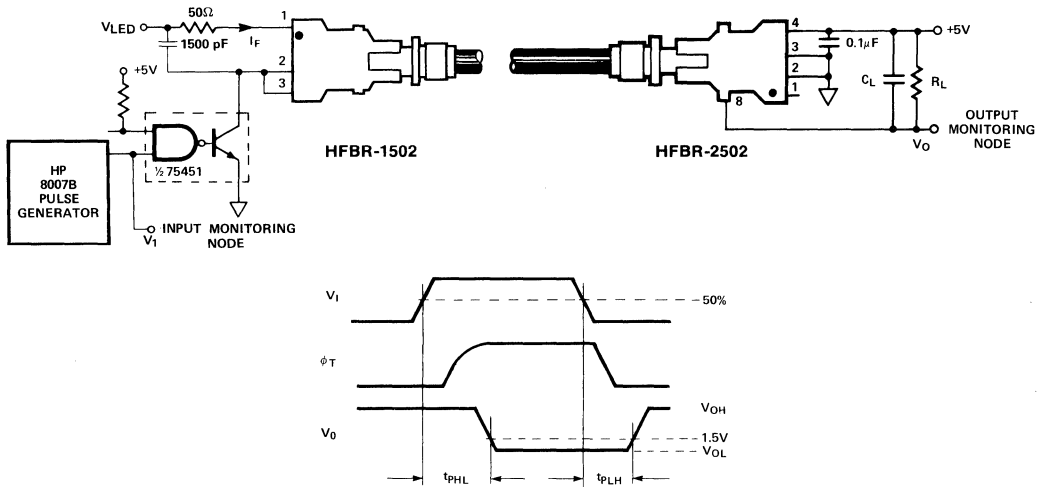 VLED
50Ω
1500 pF
IF
1
2
3
+5V
½ 75451
HP
8007B
PULSE
GENERATOR
V1
INPUT MONITORING
NODE
HFBR-1502
HFBR-2502
4
3
2
1
8
0.1μF
+5V
CL
RL
OUTPUT
MONITORING
NODE
VO
VI
50%
ϕT
V0
VOH
1.5V
VOL
tPHL
tPLH